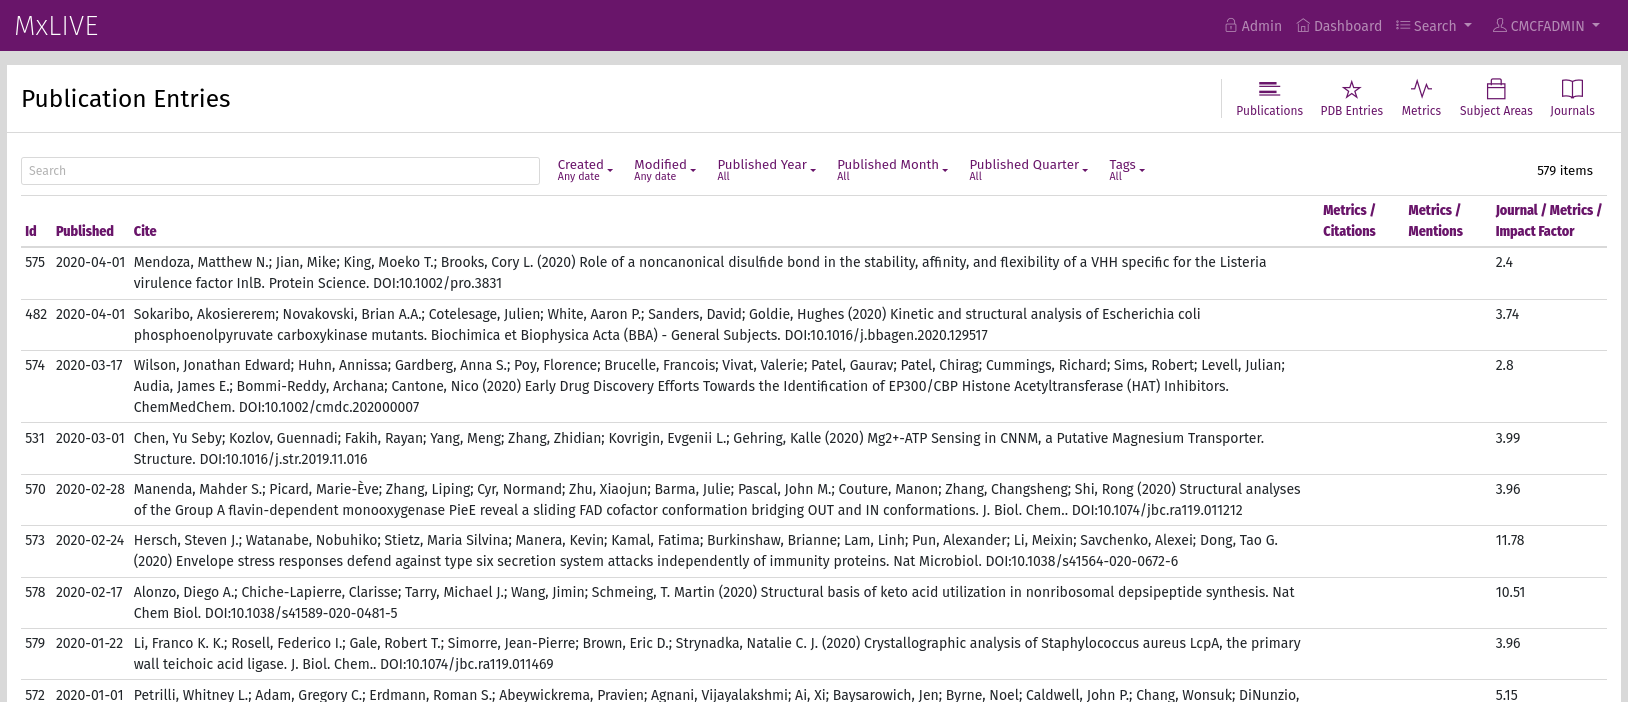 MxLIVE
Admin Dashboard Search CMCFADMIN
Publication Entries
Publications PDB Entries Metrics Subject Areas Journals
Search
Created Modified Published Year Published Month Published Quarter Tags
Any date Any date All All All All
579 items
Metrics / Metrics / Journal / Metrics /
Id Published Cite Citations Mentions Impact Factor
575 2020-04-01 Mendoza, Matthew N.; Jian, Mike; King, Moeko T.; Brooks, Cory L. (2020) Role of a noncanonical disulfide bond in the stability, affinity, and flexibility of a VHH specific for the Listeria 2.4
virulence factor InlB. Protein Science. DOI:10.1002/pro.3831
482 2020-04-01 Sokaribo, Akosiererem; Novakovski, Brian A.A.; Cotelesage, Julien; White, Aaron P.; Sanders, David; Goldie, Hughes (2020) Kinetic and structural analysis of Escherichia coli 3.74
phosphoenolpyruvate carboxykinase mutants. Biochimica et Biophysica Acta (BBA) - General Subjects. DOI:10.1016/j.bbagen.2020.129517
574 2020-03-17 Wilson, Jonathan Edward; Huhn, Annissa; Gardberg, Anna S.; Poy, Florence; Brucelle, Francois; Vivat, Valerie; Patel, Gaurav; Patel, Chirag; Cummings, Richard; Sims, Robert; Levell, Julian; 2.8
Audia, James E.; Bommi-Reddy, Archana; Cantone, Nico (2020) Early Drug Discovery Efforts Towards the Identification of EP300/CBP Histone Acetyltransferase (HAT) Inhibitors.
ChemMedChem. DOI:10.1002/cmdc.202000007
531 2020-03-01 Chen, Yu Seby; Kozlov, Guennadi; Fakih, Rayan; Yang, Meng; Zhang, Zhidian; Kovrigin, Evgenii L.; Gehring, Kalle (2020) Mg2+-ATP Sensing in CNNM, a Putative Magnesium Transporter. 3.99
Structure. DOI:10.1016/j.str.2019.11.016
570 2020-02-28 Manenda, Mahder S.; Picard, Marie-Ève; Zhang, Liping; Cyr, Normand; Zhu, Xiaojun; Barma, Julie; Pascal, John M.; Couture, Manon; Zhang, Changsheng; Shi, Rong (2020) Structural analyses 3.96
of the Group A flavin-dependent monooxygenase PieE reveal a sliding FAD cofactor conformation bridging OUT and IN conformations. J. Biol. Chem.. DOI:10.1074/jbc.ra119.011212
573 2020-02-24 Hersch, Steven J.; Watanabe, Nobuhiko; Stietz, Maria Silvina; Manera, Kevin; Kamal, Fatima; Burkinshaw, Brianne; Lam, Linh; Pun, Alexander; Li, Meixin; Savchenko, Alexei; Dong, Tao G. 11.78
(2020) Envelope stress responses defend against type six secretion system attacks independently of immunity proteins. Nat Microbiol. DOI:10.1038/s41564-020-0672-6
578 2020-02-17 Alonzo, Diego A.; Chiche-Lapierre, Clarisse; Tarry, Michael J.; Wang, Jimin; Schmeing, T. Martin (2020) Structural basis of keto acid utilization in nonribosomal depsipeptide synthesis. Nat 10.51
Chem Biol. DOI:10.1038/s41589-020-0481-5
579 2020-01-22 Li, Franco K. K.; Rosell, Federico I.; Gale, Robert T.; Simorre, Jean-Pierre; Brown, Eric D.; Strynadka, Natalie C. J. (2020) Crystallographic analysis of Staphylococcus aureus LcpA, the primary 3.96
wall teichoic acid ligase. J. Biol. Chem.. DOI:10.1074/jbc.ra119.011469
572 2020-01-01 Petrilli, Whitney L.; Adam, Gregory C.; Erdmann, Roman S.; Abeywickrema, Pravien; Agnani, Vijayalakshmi; Ai, Xi; Baysarowich, Jen; Byrne, Noel; Caldwell, John P.; Chang, Wonsuk; DiNunzio, 5.15